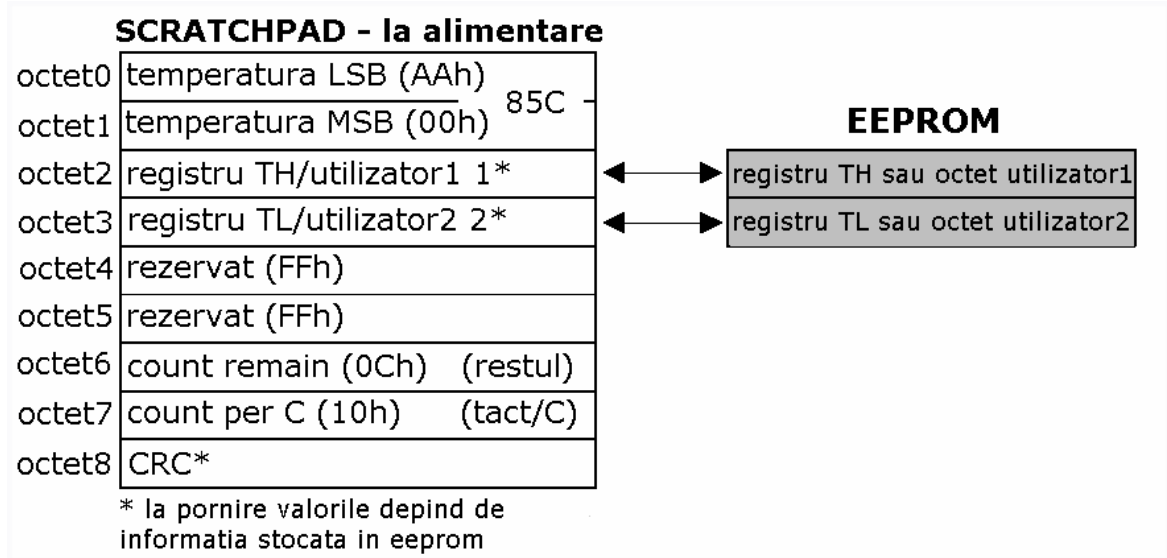 SCRATCHPAD - la alimentare
octet0 temperatura LSB (AAh)
85C
octet1 temperatura MSB (00h)
EEPROM
octet2 registru TH/utilizator1 1*
registru TH sau octet utilizator1
octet3 registru TL/utilizator2 2*
registru TL sau octet utilizator2
octet4 rezervat (FFh)
octet5 rezervat (FFh)
octet6 count remain (0Ch) (restul)
octet7 count per C (10h) (tact/C)
octet8 CRC*
* la pornire valorile depind de
informatia stocata in eeprom